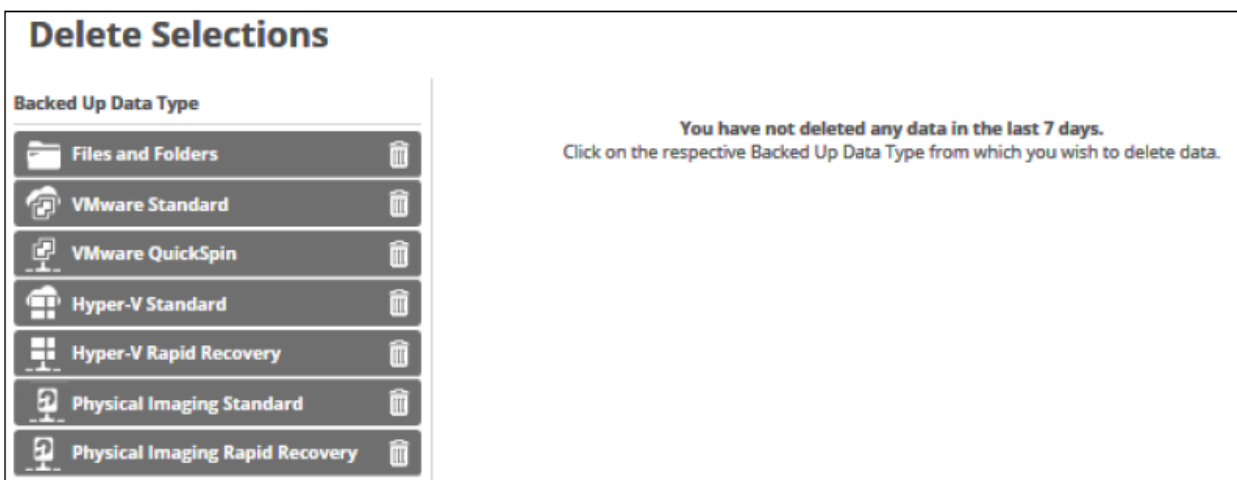 Delete Selections
Backed Up Data Type
Files and Folders
VMware Standard
VMware QuickSpin
Hyper-V Standard
Hyper-V Rapid Recovery
Physical Imaging Standard
Physical Imaging Rapid Recovery
You have not deleted any data in the last 7 days.
Click on the respective Backed Up Data Type from which you wish to delete data.